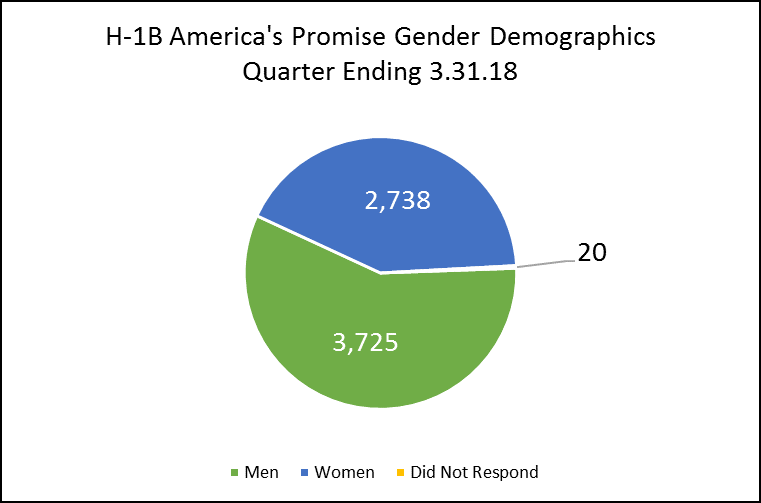 H-1B America's Promise Gender Demographics
Quarter Ending 3.31.18
2,738
20
3,725
Men Women Did Not Respond